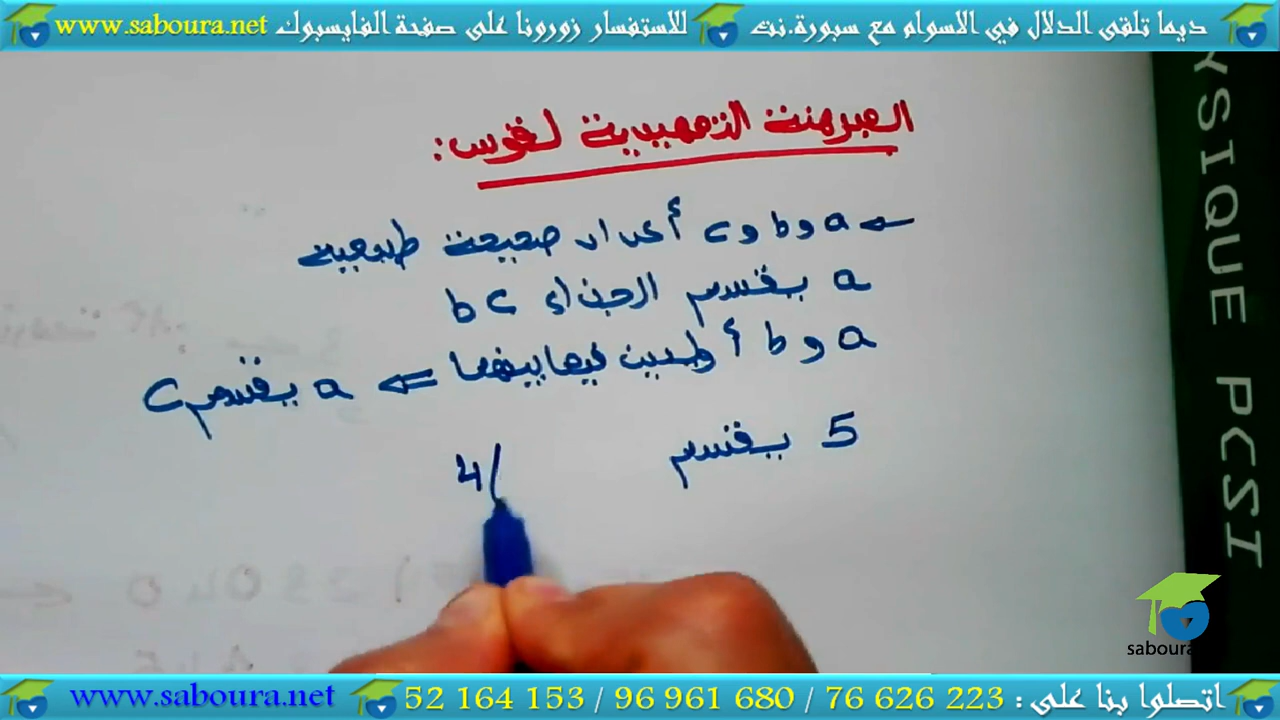 ديما تلقى الدلال في الاسوام مع سبورة.نت للاستفسار زورونا على صفحة الفايسبوك www.saboura.net
المبرهنة التمهيدية لغوس:
← a و b و c أعداد صحيحة طبيعية
a يقسم الجذاء bc
a و b أوليين فيما بينهما ⇐ a يقسم c
5 يقسم 4(
YSIQUE PCSI
saboura
اتصلوا بنا على : 52 164 153 / 96 961 680 / 76 626 223 www.saboura.net